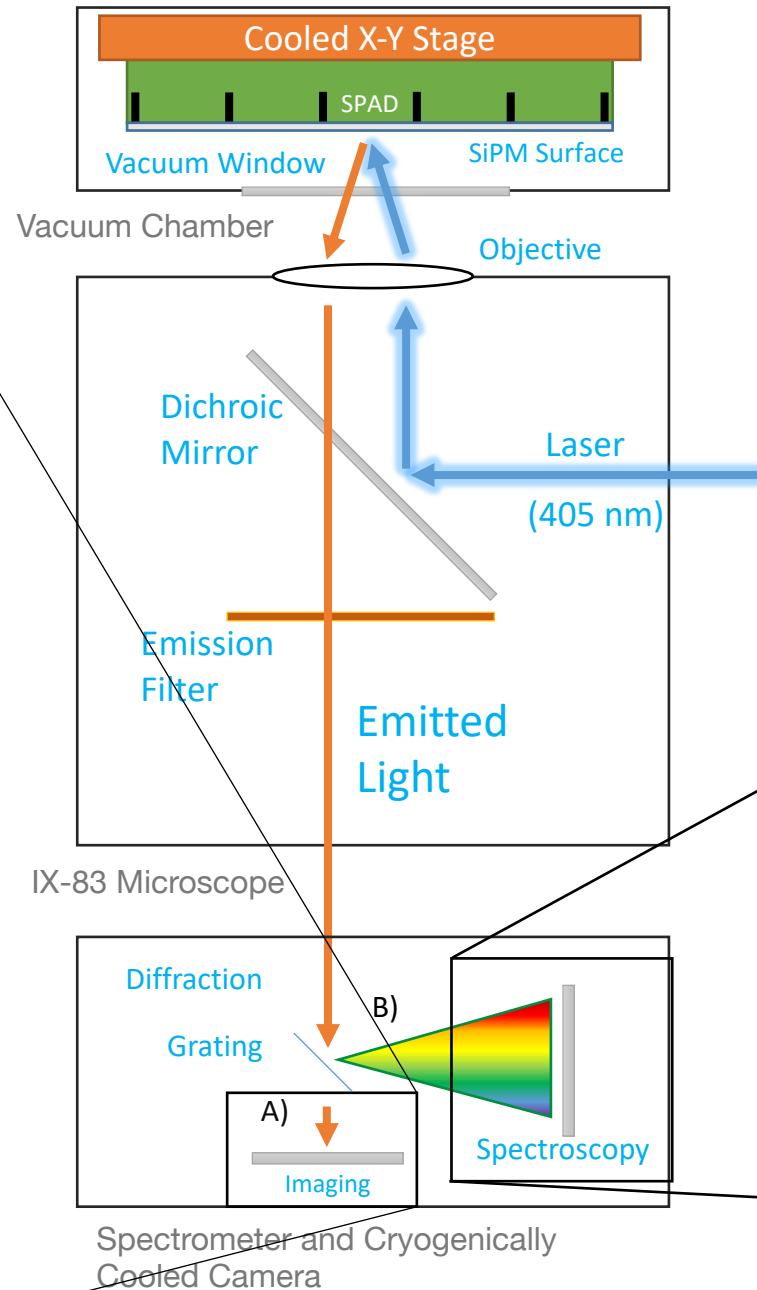 Cooled X-Y Stage
SPAD
Vacuum Window
SiPM Surface
Vacuum Chamber
Objective
Dichroic
Mirror
Laser
(405 nm)
Emission
Filter
Emitted
Light
IX-83 Microscope
Diffraction
Grating
B)
A)
Spectroscopy
Imaging
Spectrometer and Cryogenically
Cooled Camera